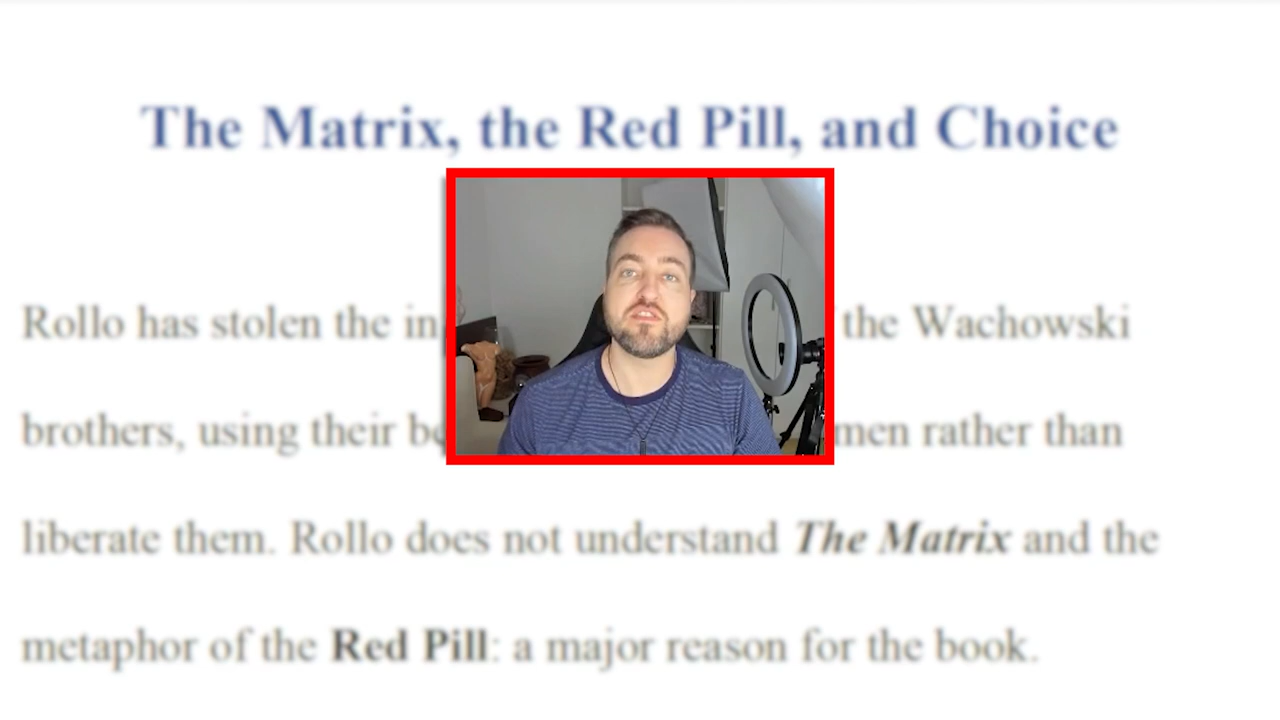 The Matrix, the Red Pill, and Choice
Rollo has stolen the the Wachowski
brothers, using their men rather than
liberate them. Rollo does not understand The Matrix and the
metaphor of the Red Pill: a major reason for the book.